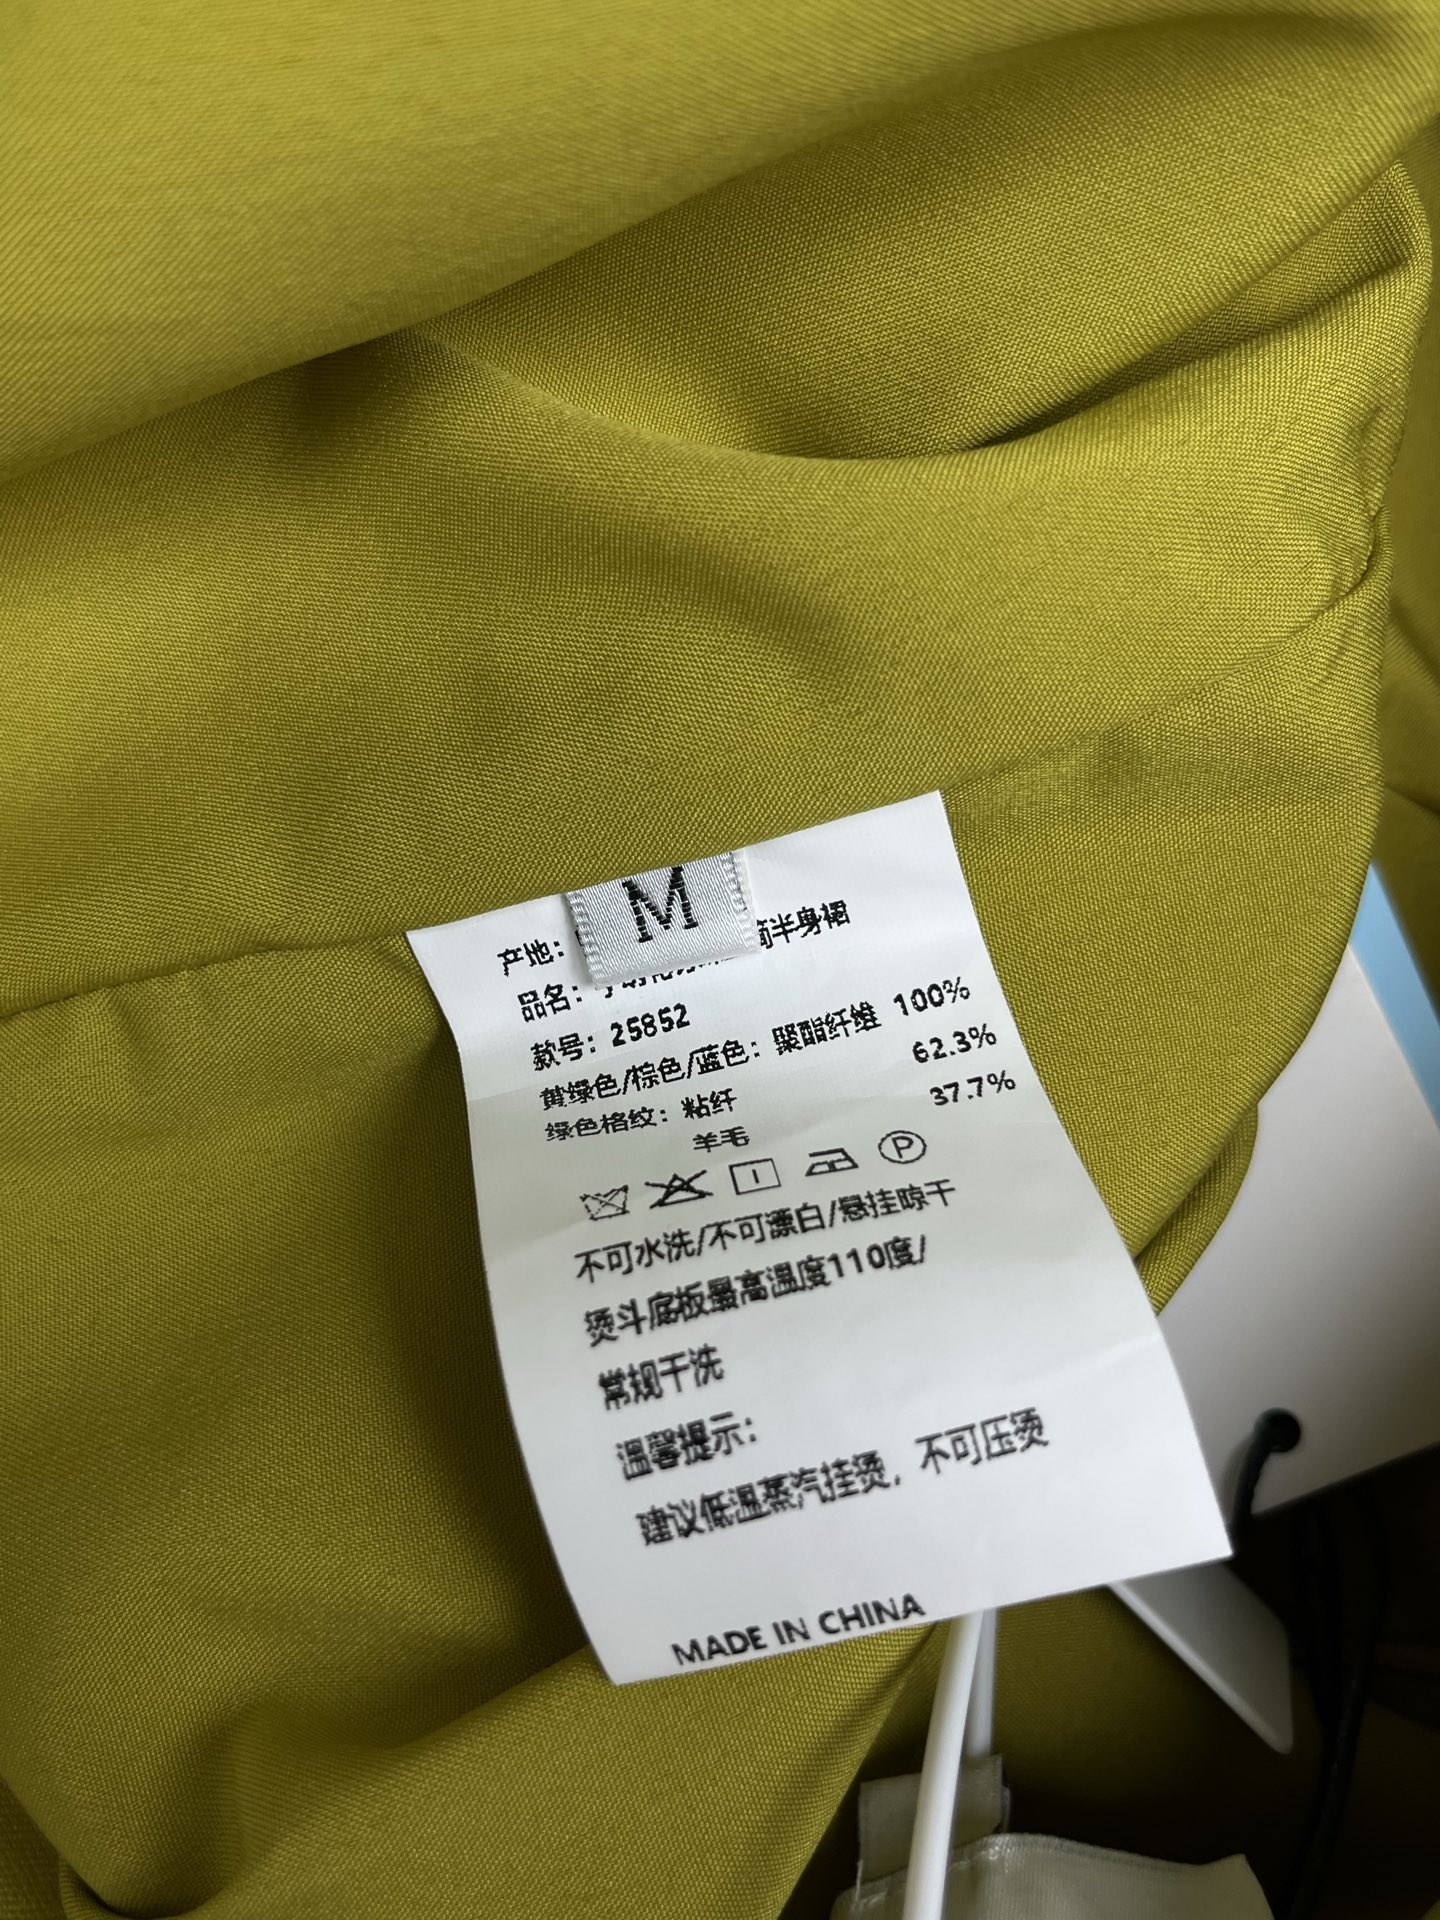 M
产地:
品名: 半身裙
款号: 25852
黄绿色/棕色/蓝色: 聚酯纤维 100%
绿色格纹: 粘纤 62.3%
羊毛 37.7%
P
不可水洗/不可漂白/悬挂晾干
烫斗底板最高温度110度/
常规干洗
温馨提示:
建议低温蒸汽挂烫, 不可压烫
MADE IN CHINA